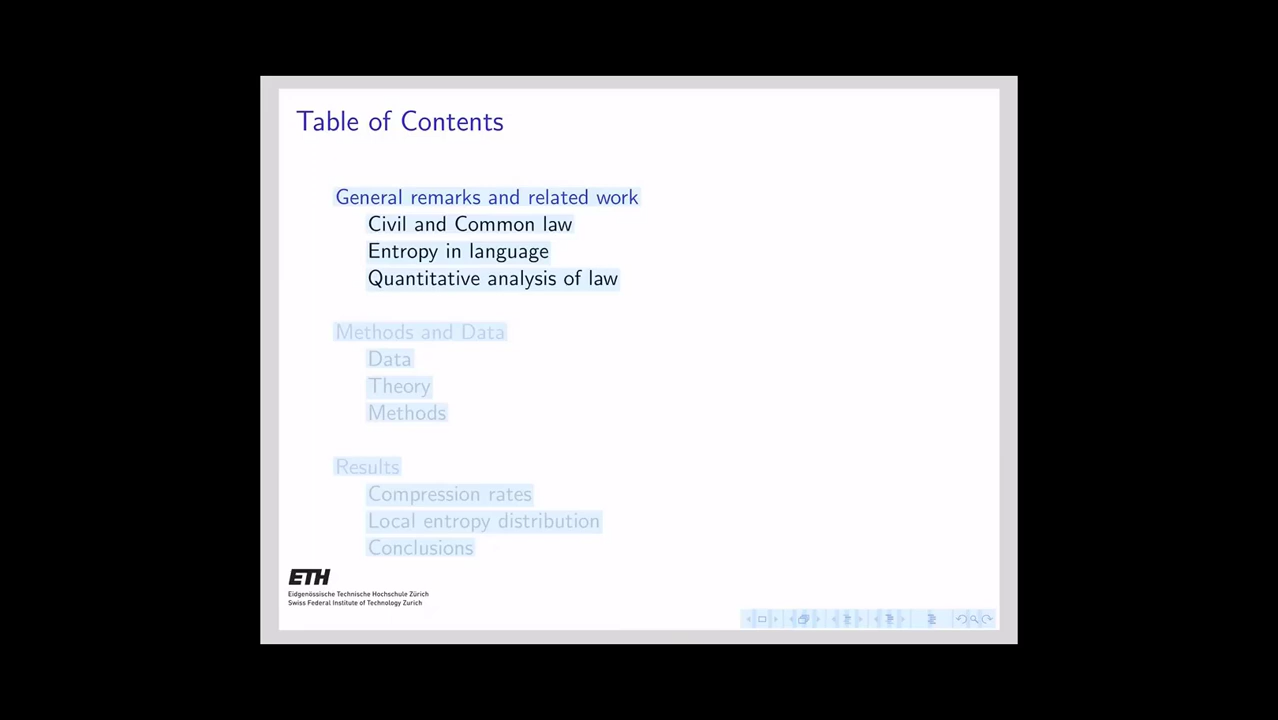 Table of Contents
General remarks and related work
Civil and Common law
Entropy in language
Quantitative analysis of law
Methods and Data
Data
Theory
Methods
Results
Compression rates
Local entropy distribution
Conclusions
ETH
Eidgenössische Technische Hochschule Zürich
Swiss Federal Institute of Technology Zurich